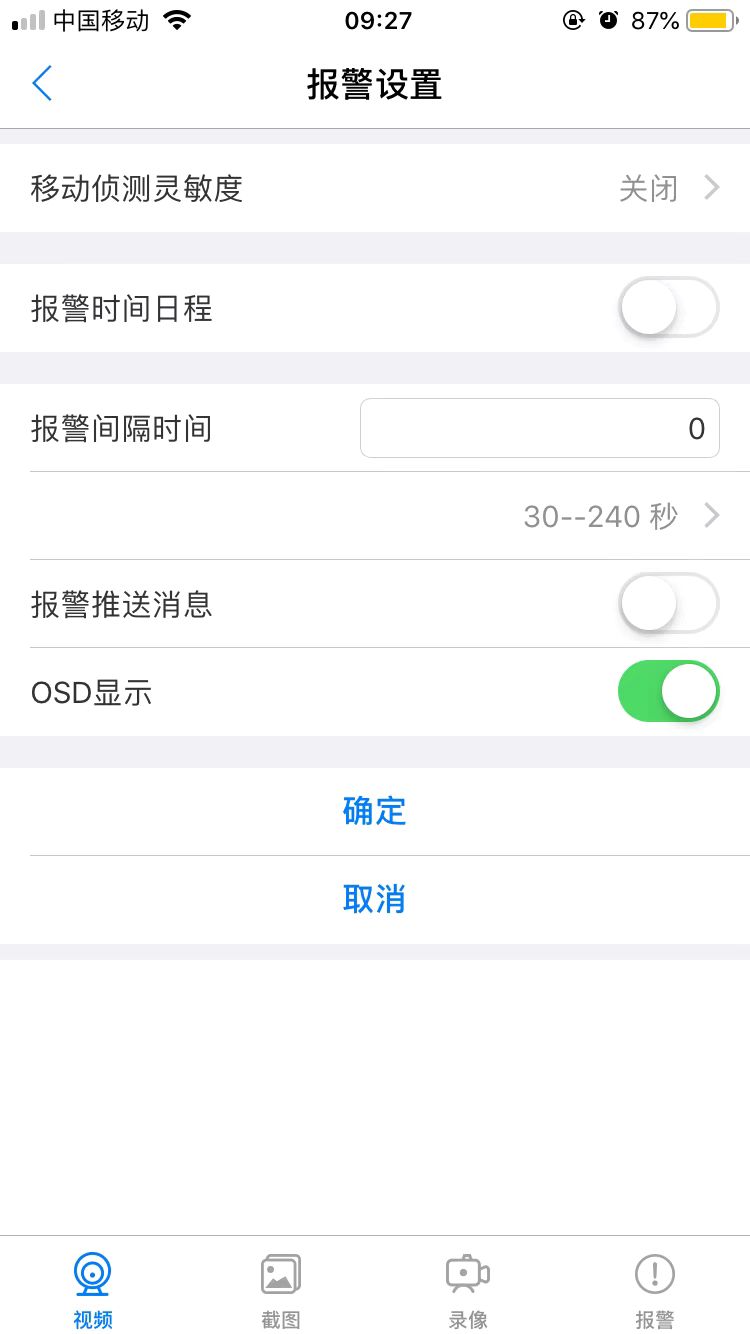 中国移动 09:27 87%
报警设置
移动侦测灵敏度 关闭
报警时间日程
报警间隔时间 0
30--240 秒
报警推送消息
OSD显示
确定
取消
视频 截图 录像 报警